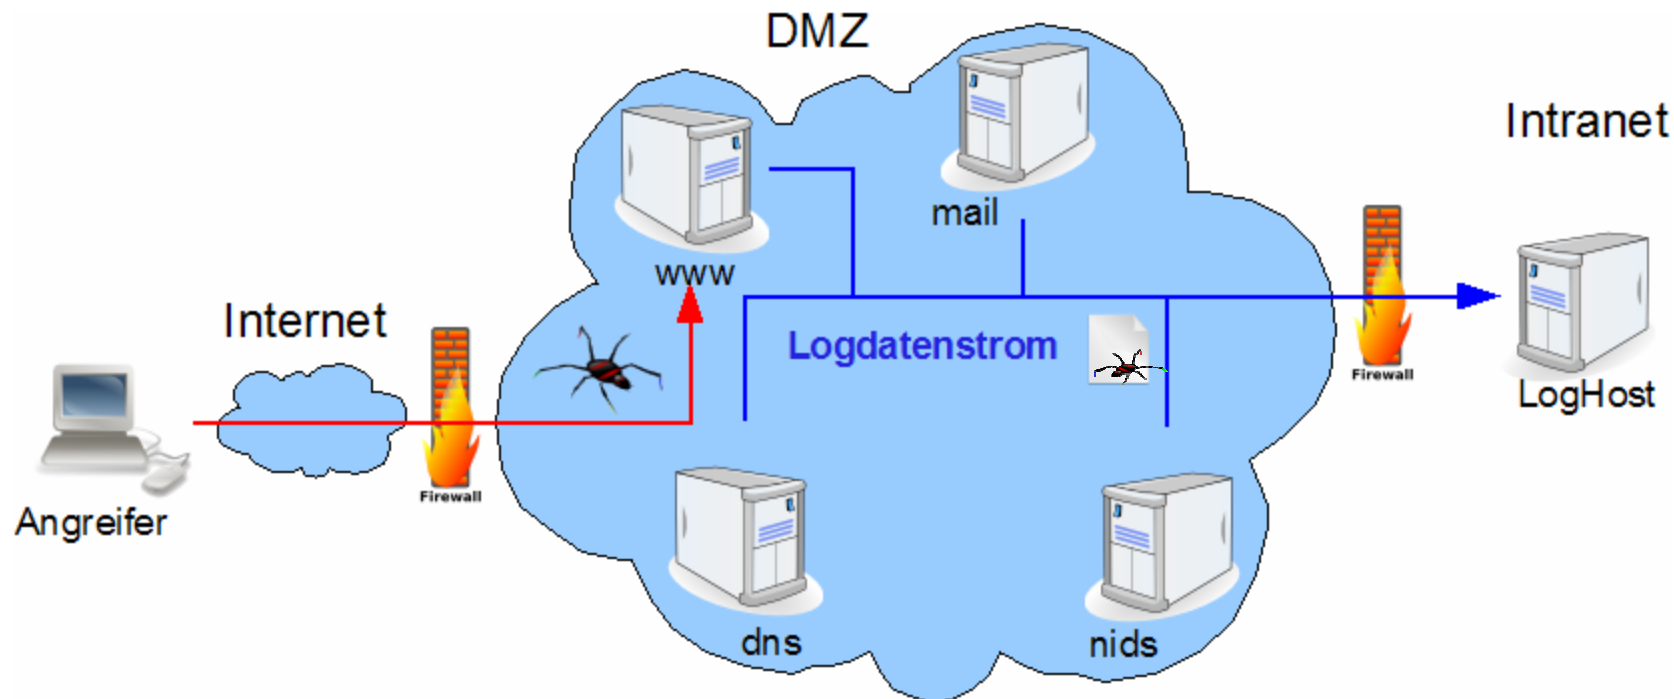 DMZ
Intranet
mail
www
Internet
Logdatenstrom
Firewall
LogHost
Firewall
Angreifer
dns
nids